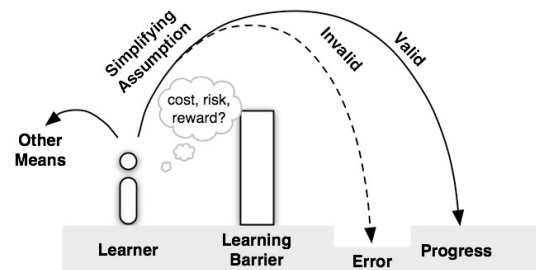 Simplifying
Assumption
Invalid
Valid
cost, risk,
reward?
Other
Means
Learner
Learning
Barrier
Error
Progress